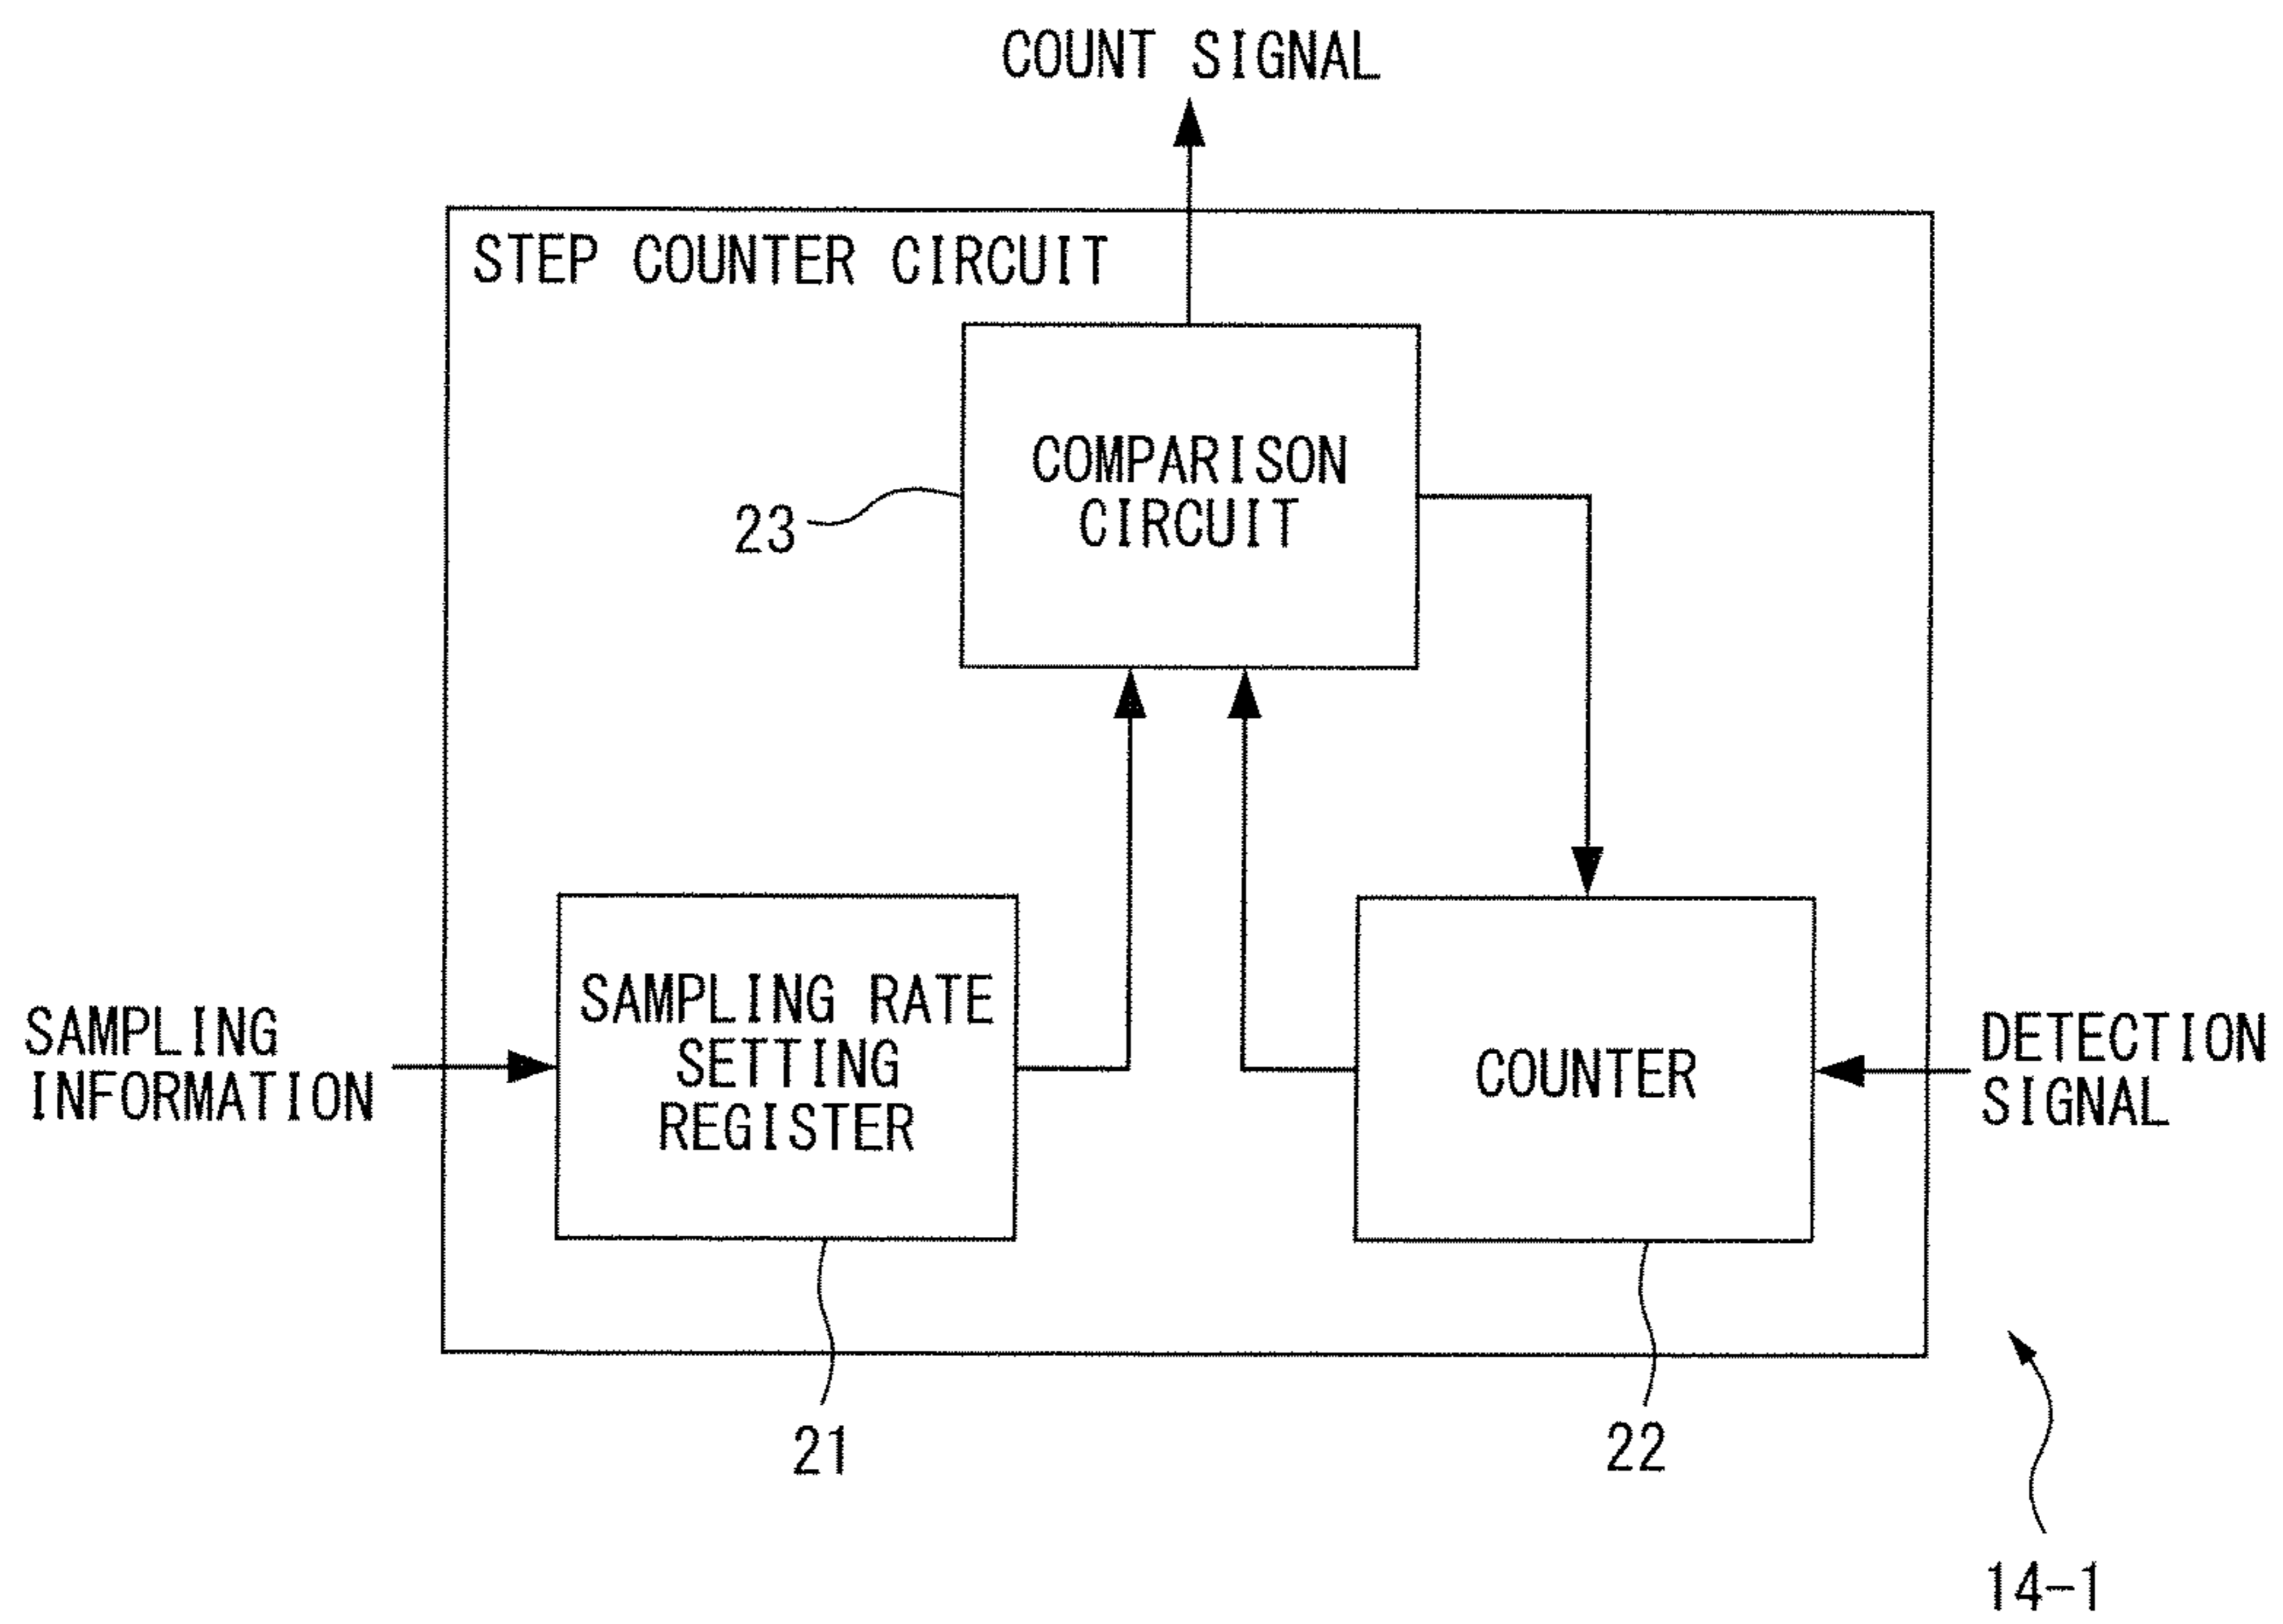 COUNT SIGNAL
STEP COUNTER CIRCUIT
COMPARISON
CIRCUIT
23
SAMPLING
INFORMATION
SAMPLING RATE
SETTING
REGISTER
COUNTER
DETECTION
SIGNAL
21
22
14-1